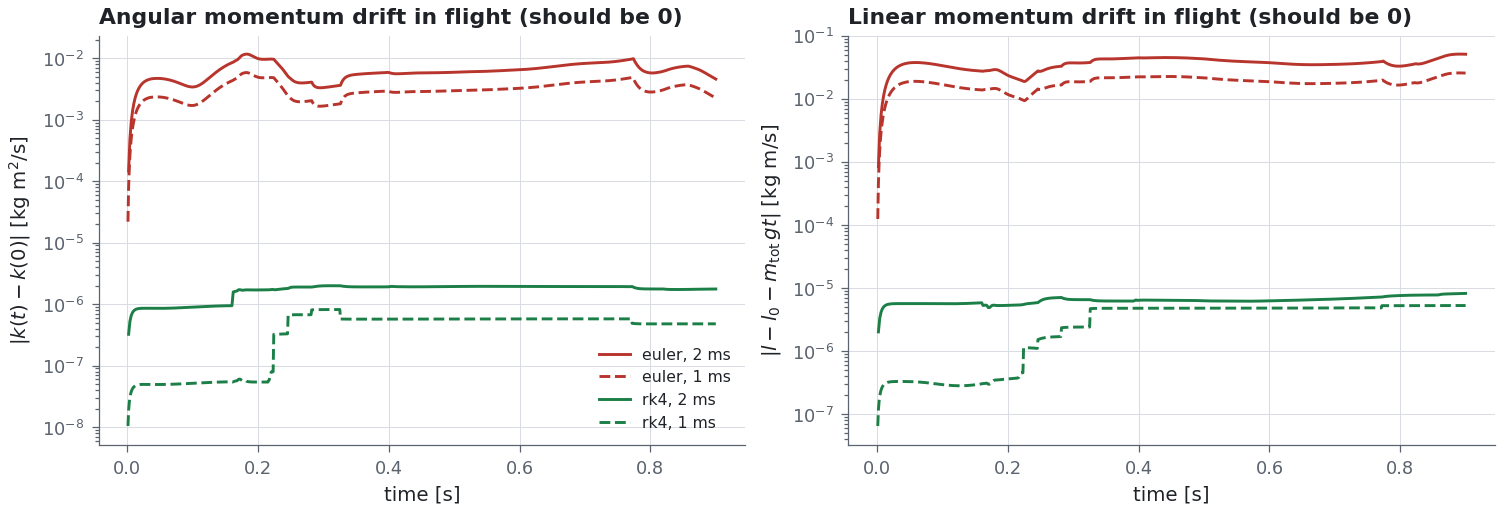 Angular momentum drift in flight (should be 0)
|k(t) − k(0)| [kg m²/s]
10⁻²
10⁻³
10⁻⁴
10⁻⁵
10⁻⁶
10⁻⁷
10⁻⁸
0.0 0.2 0.4 0.6 0.8
time [s]
euler, 2 ms
euler, 1 ms
rk4, 2 ms
rk4, 1 ms
Linear momentum drift in flight (should be 0)
|l − l₀ − m_tot gt| [kg m/s]
10⁻¹
10⁻²
10⁻³
10⁻⁴
10⁻⁵
10⁻⁶
10⁻⁷
0.0 0.2 0.4 0.6 0.8
time [s]